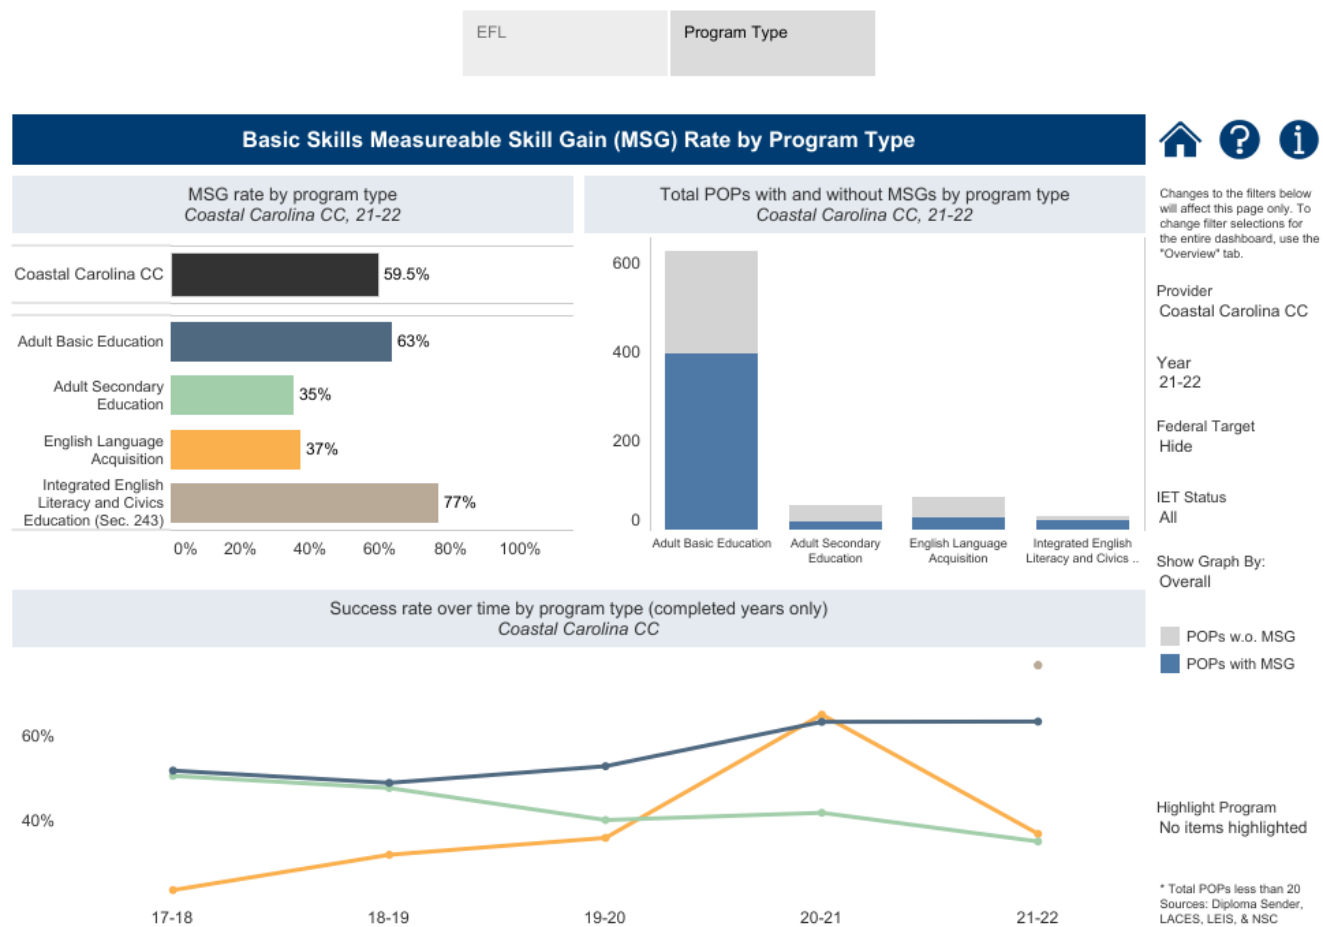 EFL
Program Type
Basic Skills Measureable Skill Gain (MSG) Rate by Program Type
MSG rate by program type
Coastal Carolina CC, 21-22
Coastal Carolina CC
59.5%
Adult Basic Education
63%
Adult Secondary
Education
35%
English Language
Acquisition
37%
Integrated English
Literacy and Civics
Education (Sec. 243)
77%
0% 20% 40% 60% 80% 100%
Total POPs with and without MSGs by program type
Coastal Carolina CC, 21-22
600
400
200
0
Adult Basic Education
Adult Secondary
Education
English Language
Acquisition
Integrated English
Literacy and Civics ..
Success rate over time by program type (completed years only)
Coastal Carolina CC
60%
40%
17-18 18-19 19-20 20-21 21-22
?
i
Changes to the filters below
will affect this page only. To
change filter selections for
the entire dashboard, use the
"Overview" tab.
Provider
Coastal Carolina CC
Year
21-22
Federal Target
Hide
IET Status
All
Show Graph By:
Overall
POPs w.o. MSG
POPs with MSG
Highlight Program
No items highlighted
* Total POPs less than 20
Sources: Diploma Sender,
LACES, LEIS, & NSC